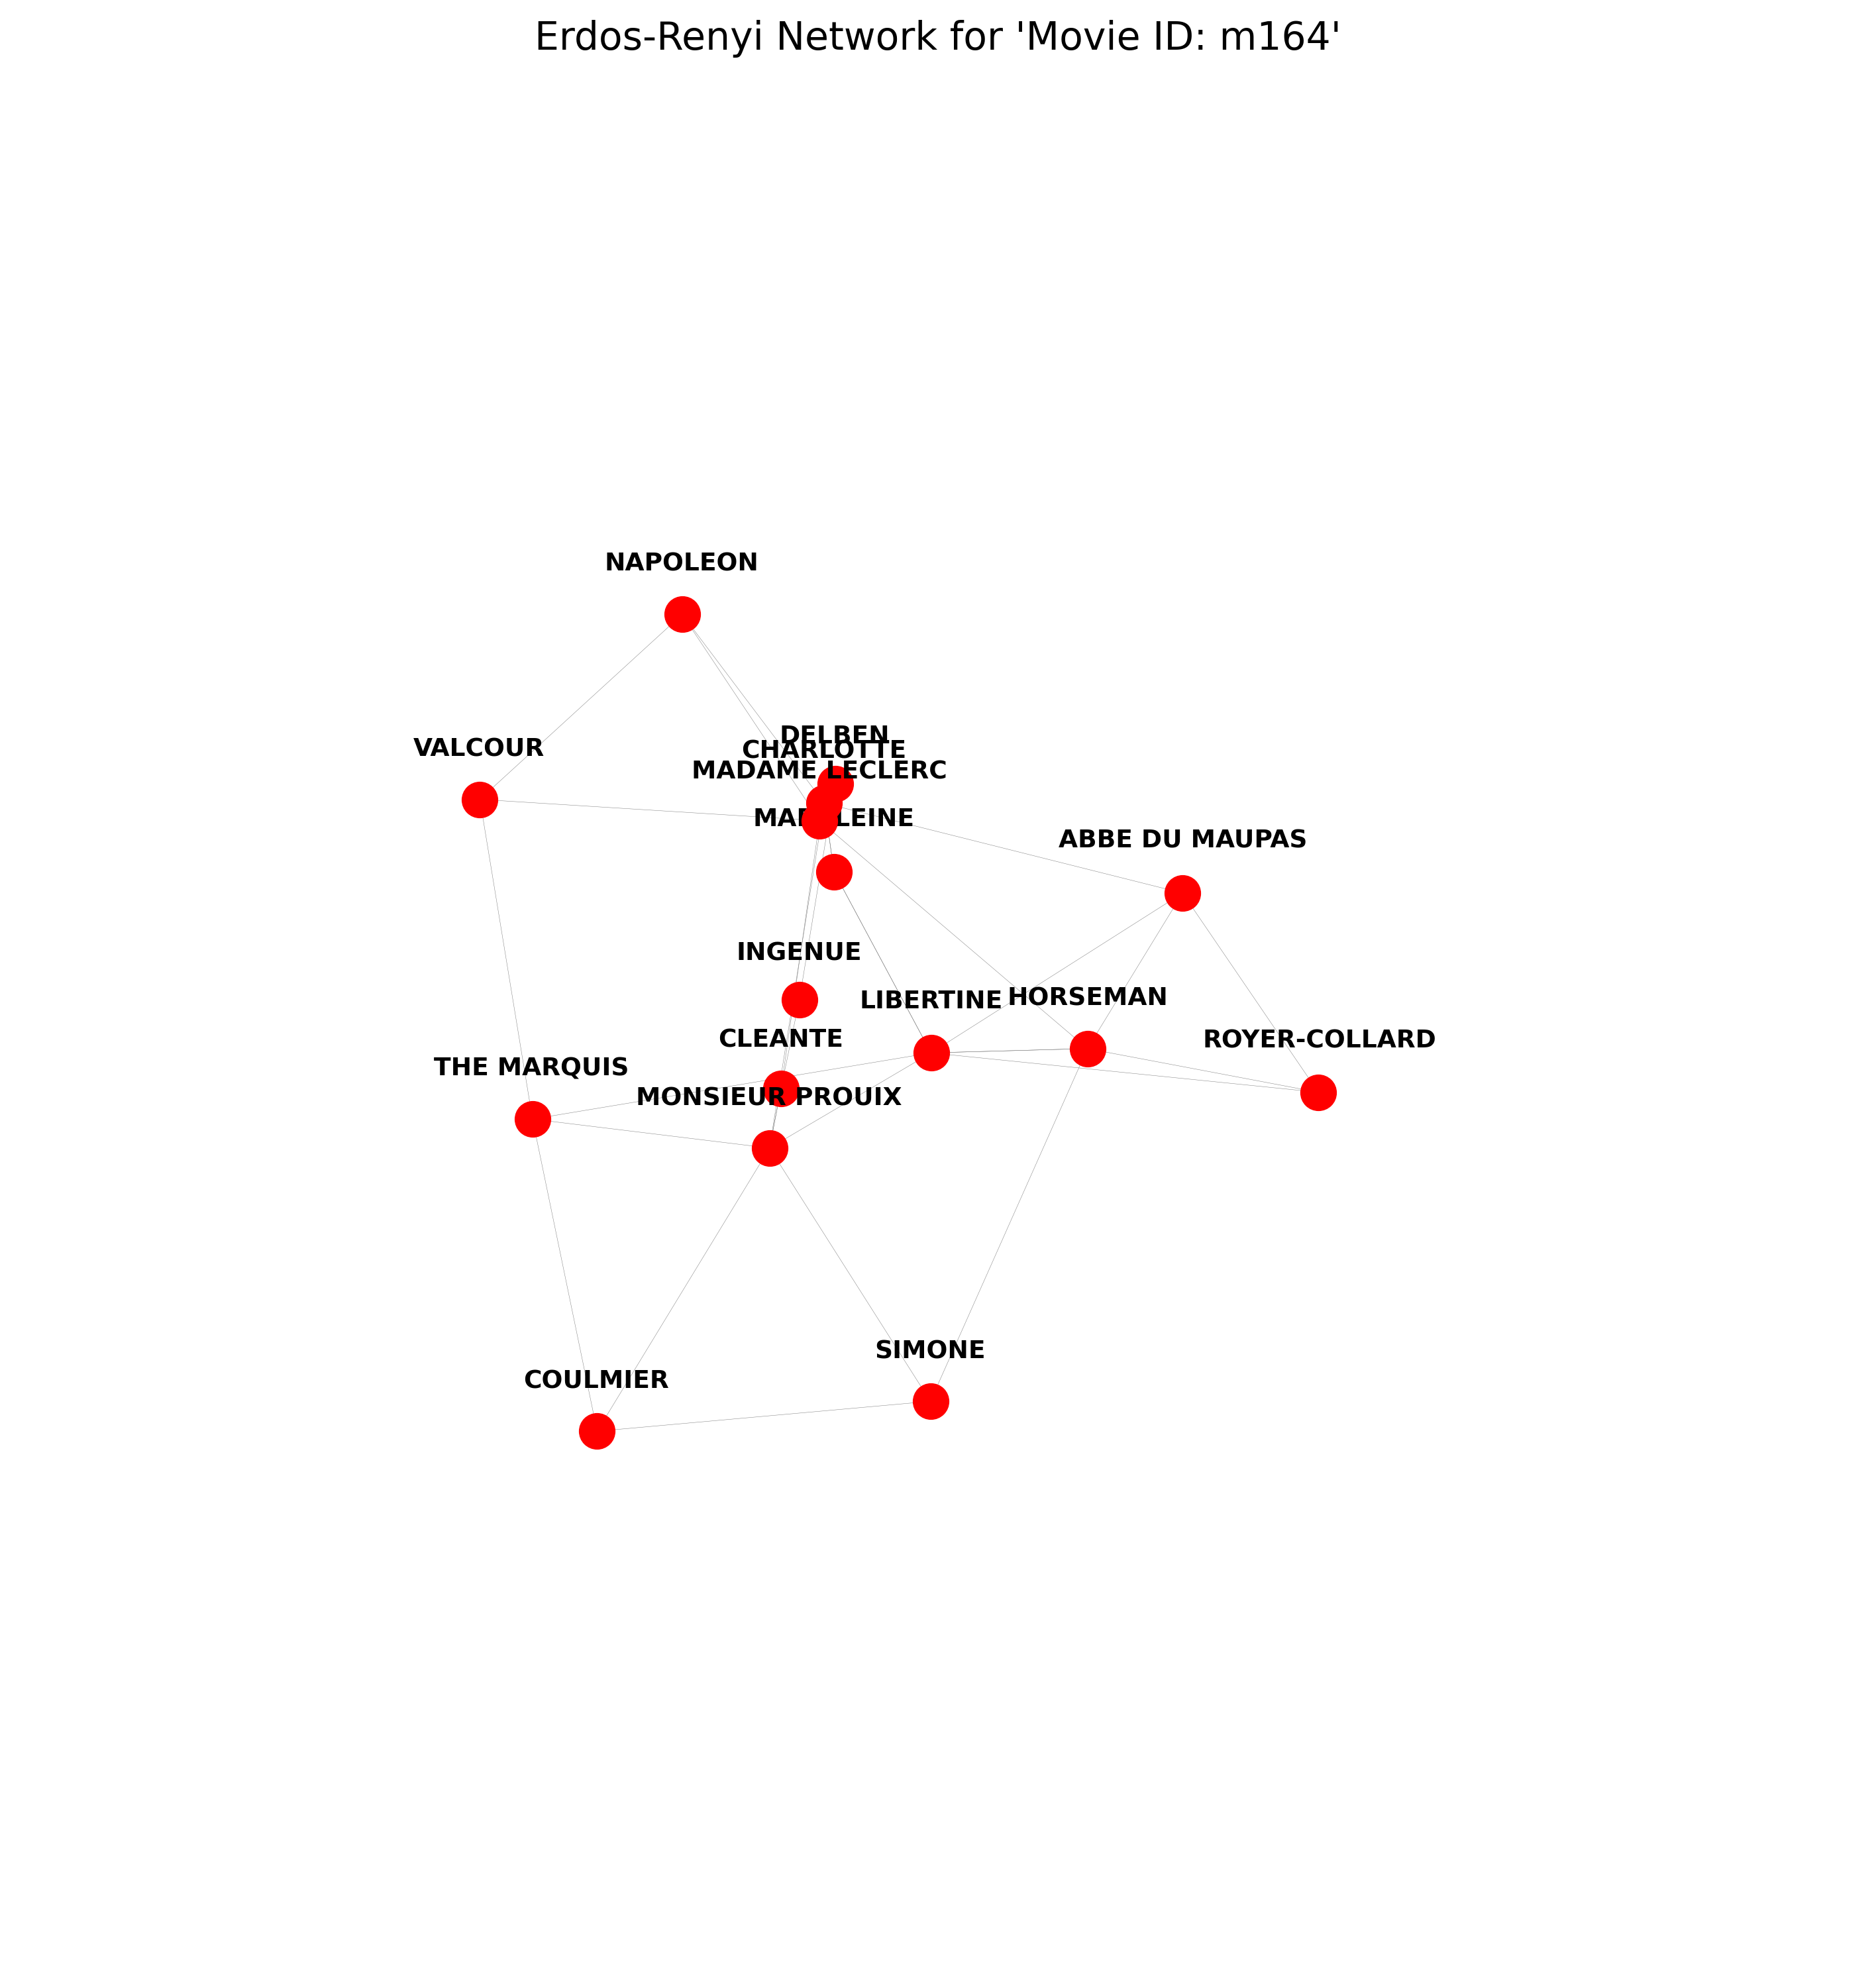 Erdos-Renyi Network for 'Movie ID: m164'
NAPOLEON
DELBEN
VALCOUR
CHARLOTTE
MADAME LECLERC
MADELEINE
ABBE DU MAUPAS
INGENUE
HORSEMAN
LIBERTINE
CLEANTE
ROYER-COLLARD
THE MARQUIS
MONSIEUR PROUIX
SIMONE
COULMIER